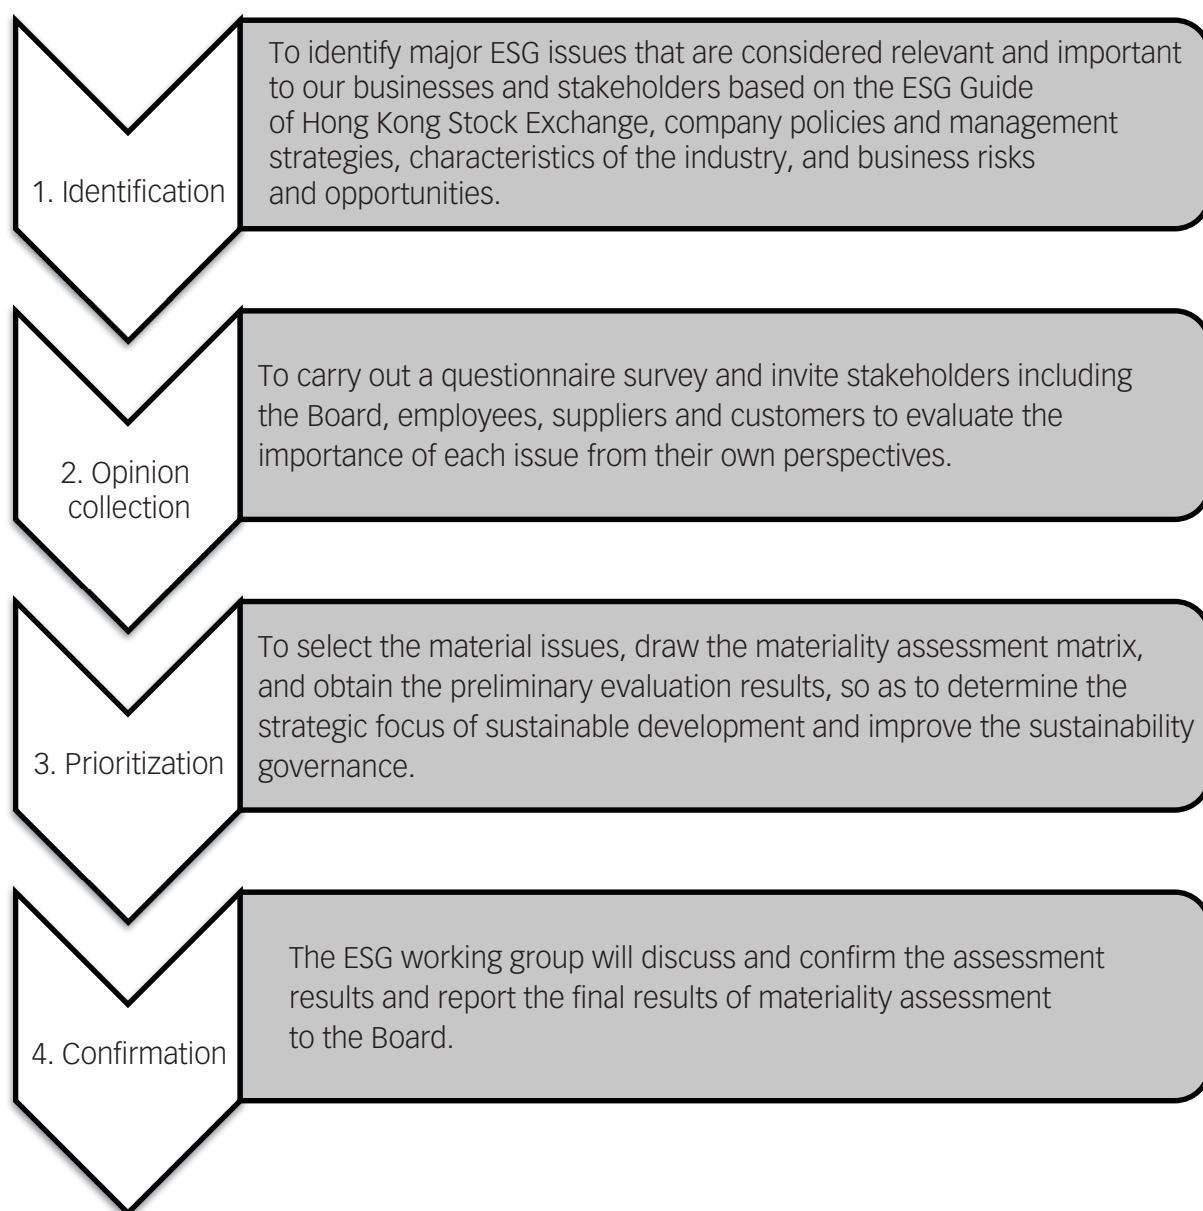 1. Identification
To identify major ESG issues that are considered relevant and important
to our businesses and stakeholders based on the ESG Guide
of Hong Kong Stock Exchange, company policies and management
strategies, characteristics of the industry, and business risks
and opportunities.
2. Opinion
collection
To carry out a questionnaire survey and invite stakeholders including
the Board, employees, suppliers and customers to evaluate the
importance of each issue from their own perspectives.
3. Prioritization
To select the material issues, draw the materiality assessment matrix,
and obtain the preliminary evaluation results, so as to determine the
strategic focus of sustainable development and improve the sustainability
governance.
4. Confirmation
The ESG working group will discuss and confirm the assessment
results and report the final results of materiality assessment
to the Board.